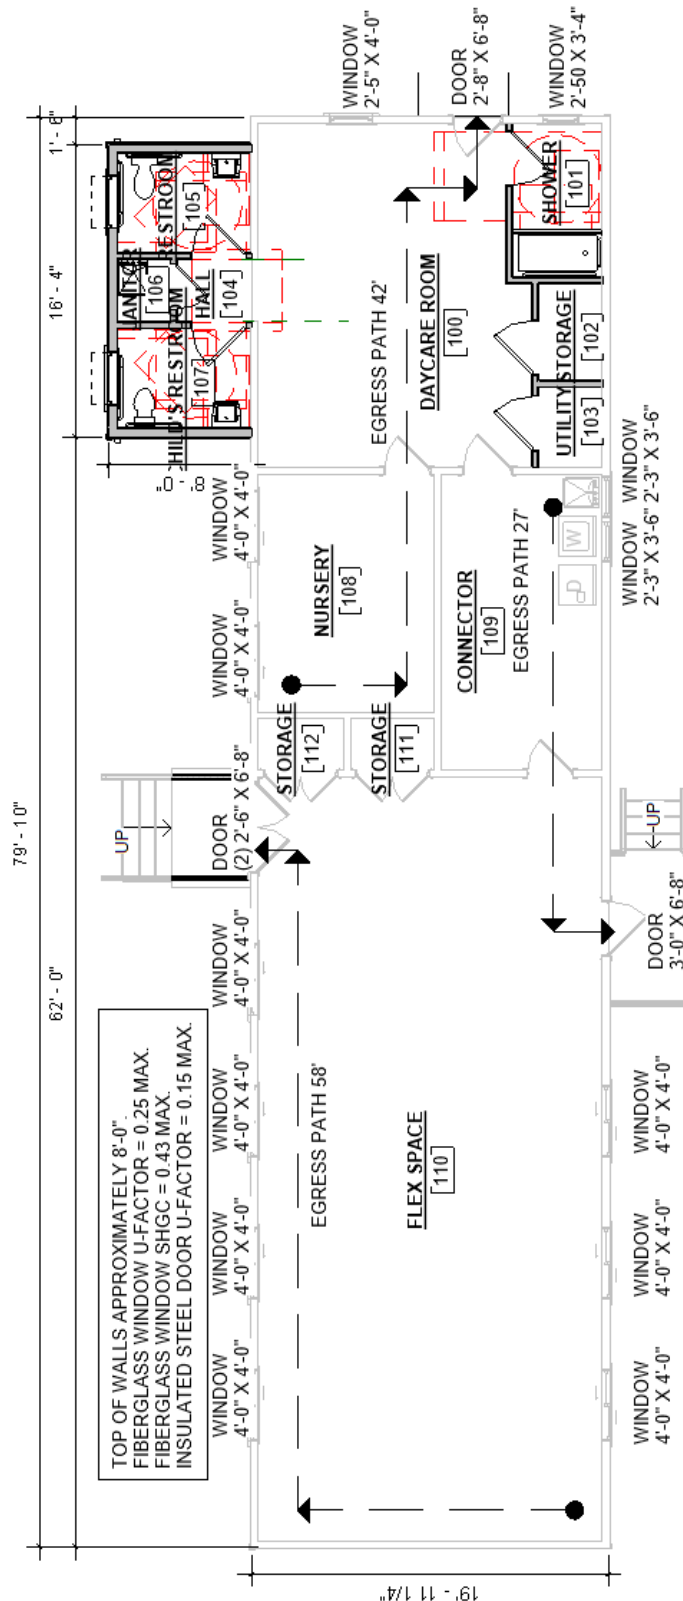 79' - 10"
62' - 0"
16' - 4"
1' - 6"
8' - 0"
19' - 11 1/4"
TOP OF WALLS APPROXIMATELY 8'-0".
FIBERGLASS WINDOW U-FACTOR = 0.25 MAX.
FIBERGLASS WINDOW SHGC = 0.43 MAX.
INSULATED STEEL DOOR U-FACTOR = 0.15 MAX.
WINDOW
4'-0" X 4'-0"
WINDOW
4'-0" X 4'-0"
WINDOW
4'-0" X 4'-0"
WINDOW
4'-0" X 4'-0"
UP
DOOR
(2) 2'-6" X 6'-8"
WINDOW
4'-0" X 4'-0"
WINDOW
4'-0" X 4'-0"
HILD'S RESTROOM
107
ANITOR
106
HALL
104
RESTROOM
105
WINDOW
2'-5" X 4'-0"
DOOR
2'-8" X 6'-8"
WINDOW
2'-50 X 3'-4"
EGRESS PATH 58'
FLEX SPACE
110
STORAGE
112
STORAGE
111
NURSERY
108
CONNECTOR
109
EGRESS PATH 27'
D
W
EGRESS PATH 42'
DAYCARE ROOM
100
SHOWER
101
UTILITY
103
STORAGE
102
WINDOW
4'-0" X 4'-0"
WINDOW
4'-0" X 4'-0"
WINDOW
4'-0" X 4'-0"
DOOR
3'-0" X 6'-8"
UP
WINDOW
2'-3" X 3'-6"
WINDOW
2'-3" X 3'-6"